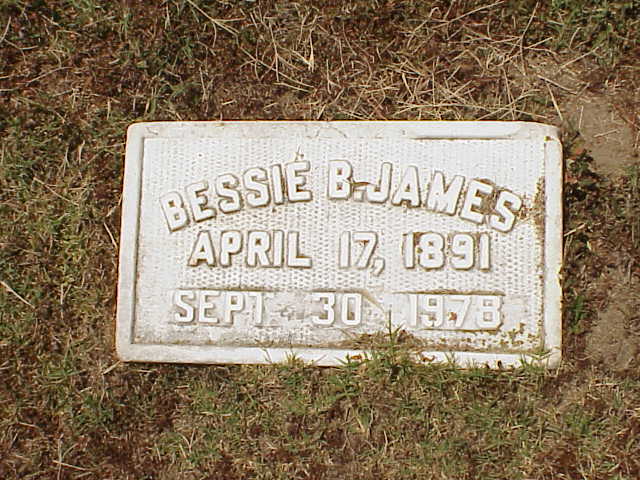 BESSIE B. JAMES
APRIL 17, 1891
SEPT. 30 1978